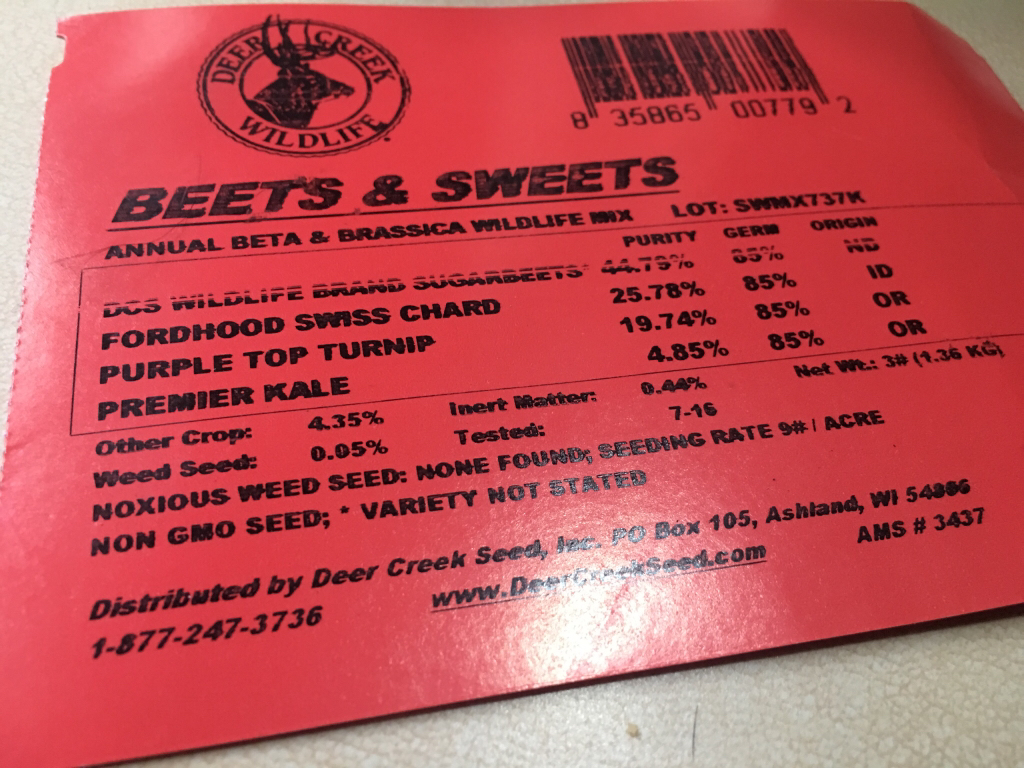 DEER CREEK
WILDLIFE
8 35865 00779 2
BEETS & SWEETS
ANNUAL BETA & BRASSICA WILDLIFE MIX LOT: SWMX737K
PURITY GERM ORIGIN
DCS WILDLIFE BRAND SUGARBEETS* 44.79% 85% ND
FORDHOOD SWISS CHARD 25.78% 85% ID
PURPLE TOP TURNIP 19.74% 85% OR
PREMIER KALE 4.85% 85% OR
Other Crop: 4.35% Inert Matter: 0.44% Net Wt.: 3# (1.36 KG)
Weed Seed: 0.05% Tested: 7-16
NOXIOUS WEED SEED: NONE FOUND; SEEDING RATE 9# / ACRE
NON GMO SEED; * VARIETY NOT STATED
Distributed by Deer Creek Seed, Inc. PO Box 105, Ashland, WI 54806
1-877-247-3736 www.DeerCreekSeed.com AMS # 3437